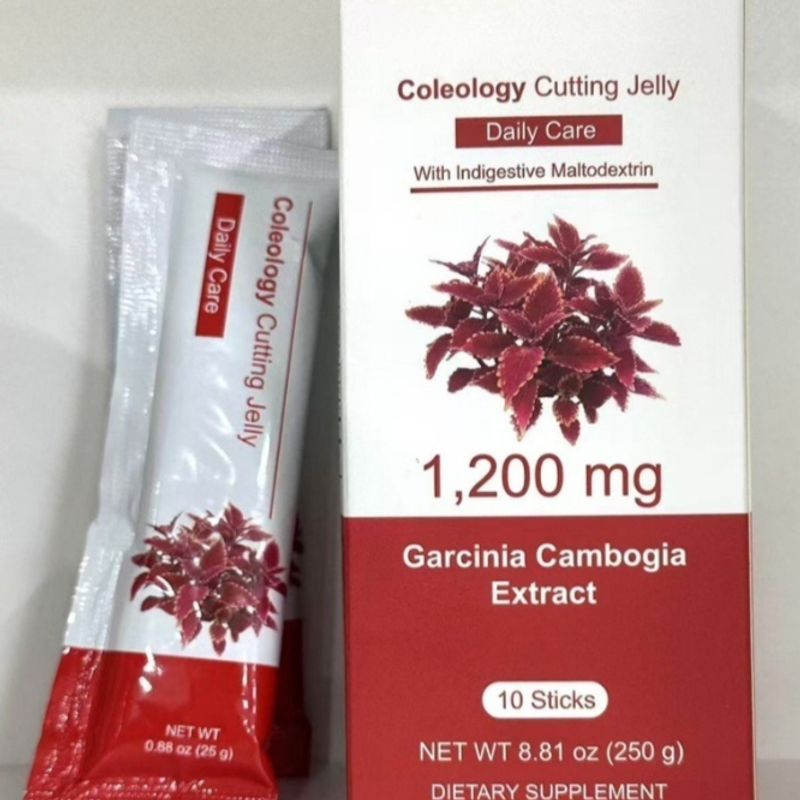 Coleology Cutting Jelly
Daily Care
NET WT
0.88 oz (25 g)
Coleology Cutting Jelly
Daily Care
With Indigestive Maltodextrin
1,200 mg
Garcinia Cambogia
Extract
10 Sticks
NET WT 8.81 oz (250 g)
DIETARY SUPPLEMENT